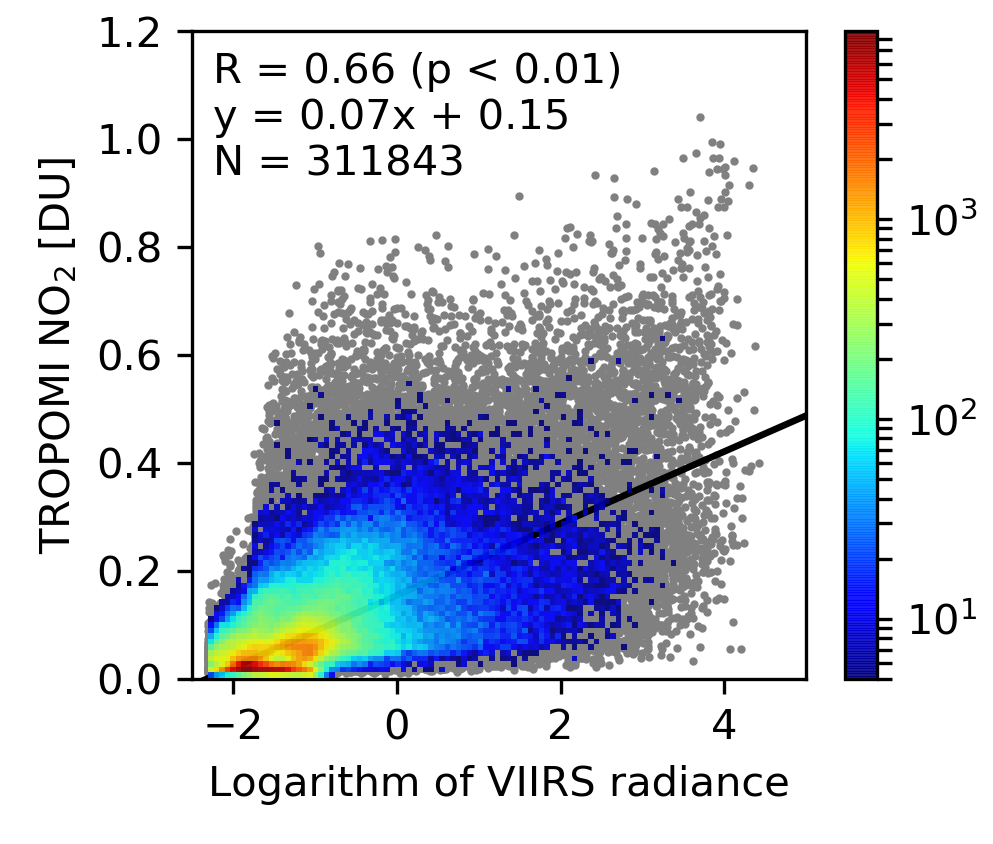 R = 0.66 (p < 0.01)
y = 0.07x + 0.15
N = 311843
1.2
1.0
0.8
0.6
0.4
0.2
0.0
TROPOMI NO₂ [DU]
−2 0 2 4
Logarithm of VIIRS radiance
10³
10²
10¹